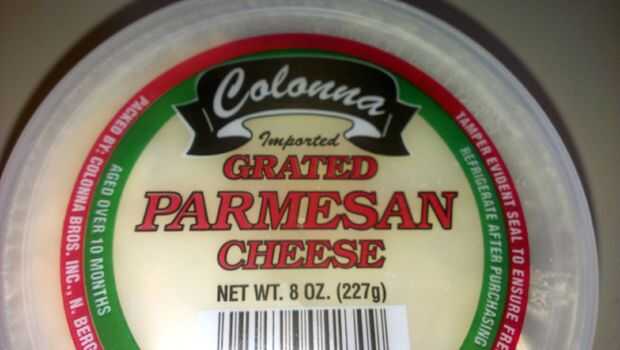 Colonna
Imported
GRATED
PARMESAN
CHEESE
NET WT. 8 OZ. (227g)
PACKED BY: COLONNA BROS. INC., N. BERG
AGED OVER 10 MONTHS
TAMPER EVIDENT SEAL TO ENSURE FRE
REFRIGERATE AFTER PURCHASING